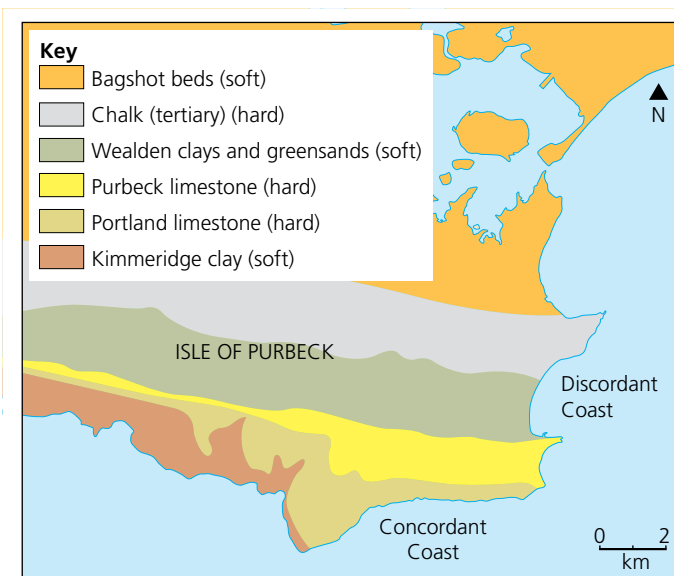 Key
Bagshot beds (soft)
Chalk (tertiary) (hard)
Wealden clays and greensands (soft)
Purbeck limestone (hard)
Portland limestone (hard)
Kimmeridge clay (soft)
N
ISLE OF PURBECK
Discordant
Coast
Concordant
Coast
0 2
km